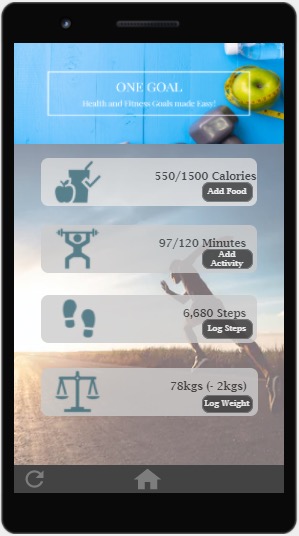 ONE GOAL
Health and Fitness Goals made Easy!
550/1500 Calories
Add Food
97/120 Minutes
Add
Activity
6,680 Steps
Log Steps
78kgs (- 2kgs)
Log Weight